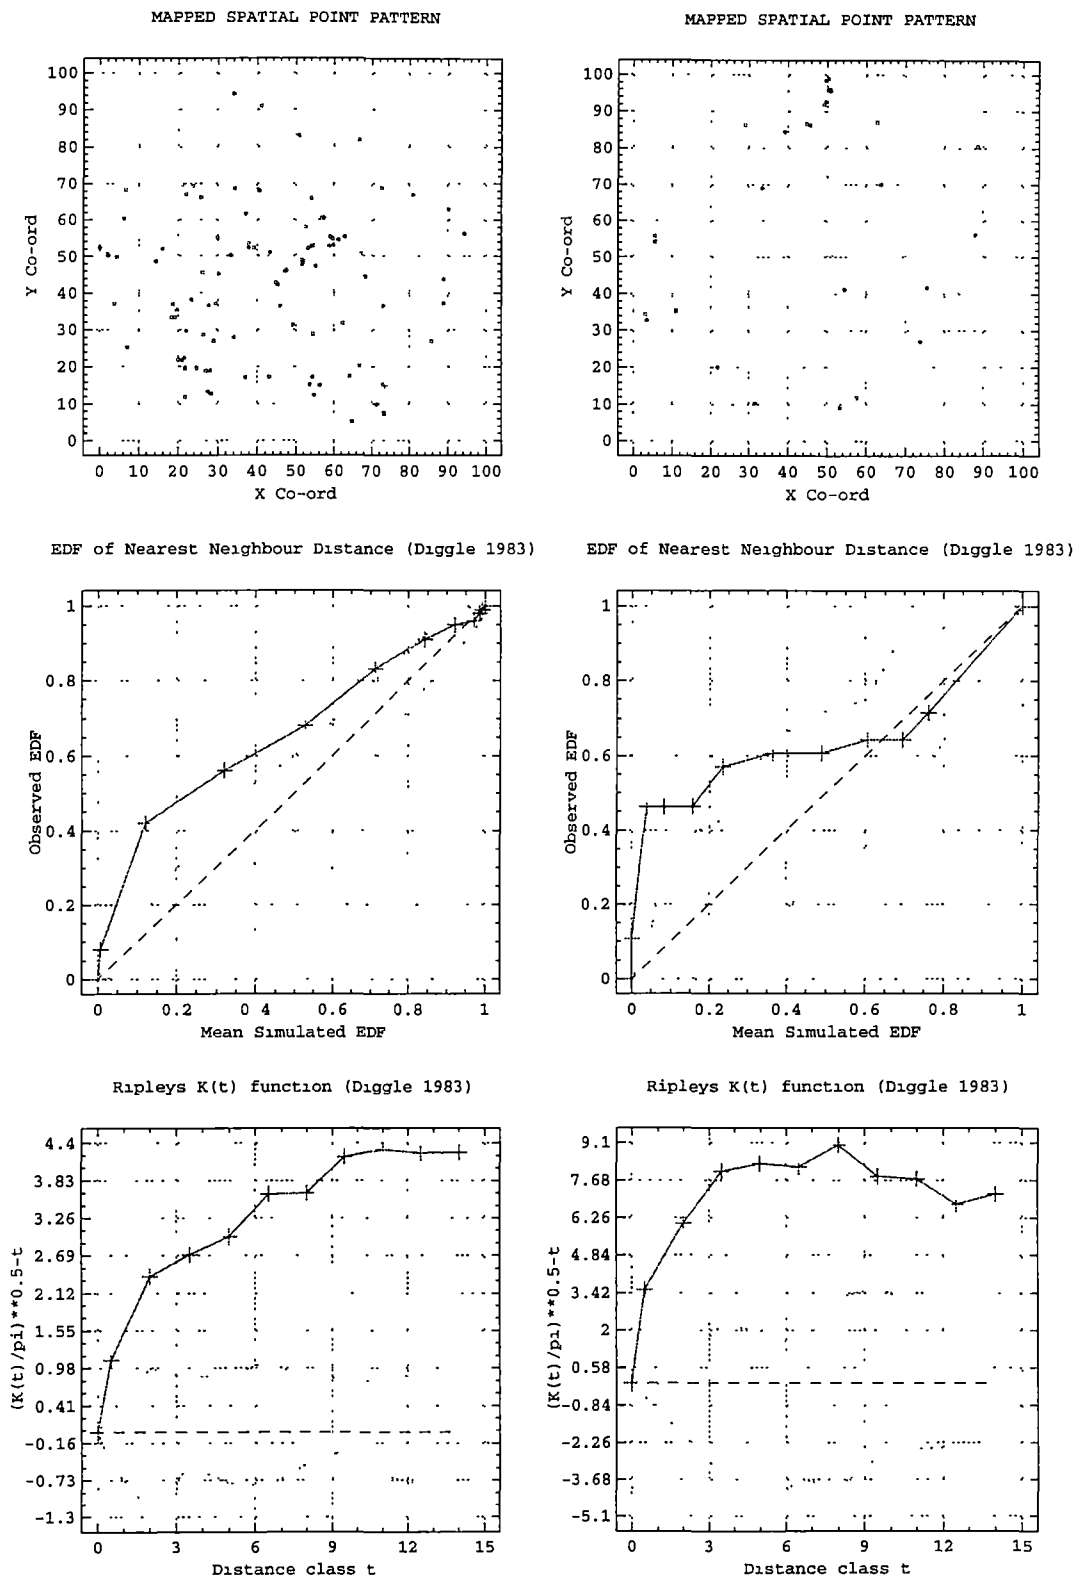 MAPPED SPATIAL POINT PATTERN
100
90
80
70
60
50
40
30
20
10
0
Y Co-ord
0 10 20 30 40 50 60 70 80 90 100
X Co-ord
MAPPED SPATIAL POINT PATTERN
100
90
80
70
60
50
40
30
20
10
0
Y Co-ord
0 10 20 30 40 50 60 70 80 90 100
X Co-ord
EDF of Nearest Neighbour Distance (Diggle 1983)
1
0.8
0.6
0.4
0.2
0
Observed EDF
0 0.2 0.4 0.6 0.8 1
Mean Simulated EDF
EDF of Nearest Neighbour Distance (Diggle 1983)
1
0.8
0.6
0.4
0.2
0
Observed EDF
0 0.2 0.4 0.6 0.8 1
Mean Simulated EDF
Ripleys K(t) function (Diggle 1983)
4.4
3.83
3.26
2.69
2.12
1.55
0.98
0.41
-0.16
-0.73
-1.3
(K(t)/pi)**0.5-t
0 3 6 9 12 15
Distance class t
Ripleys K(t) function (Diggle 1983)
9.1
7.68
6.26
4.84
3.42
2
0.58
-0.84
-2.26
-3.68
-5.1
(K(t)/pi)**0.5-t
0 3 6 9 12 15
Distance class t